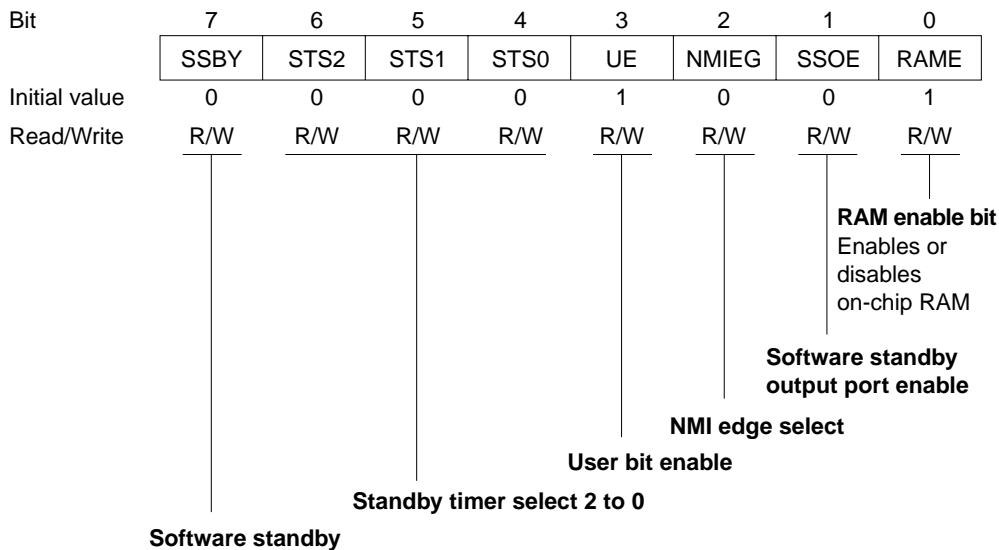 Bit 7 6 5 4 3 2 1 0
SSBY STS2 STS1 STS0 UE NMIEG SSOE RAME
Initial value 0 0 0 0 1 0 0 1
Read/Write R/W R/W R/W R/W R/W R/W R/W R/W
RAM enable bit
Enables or
disables
on-chip RAM
Software standby
output port enable
NMI edge select
User bit enable
Standby timer select 2 to 0
Software standby